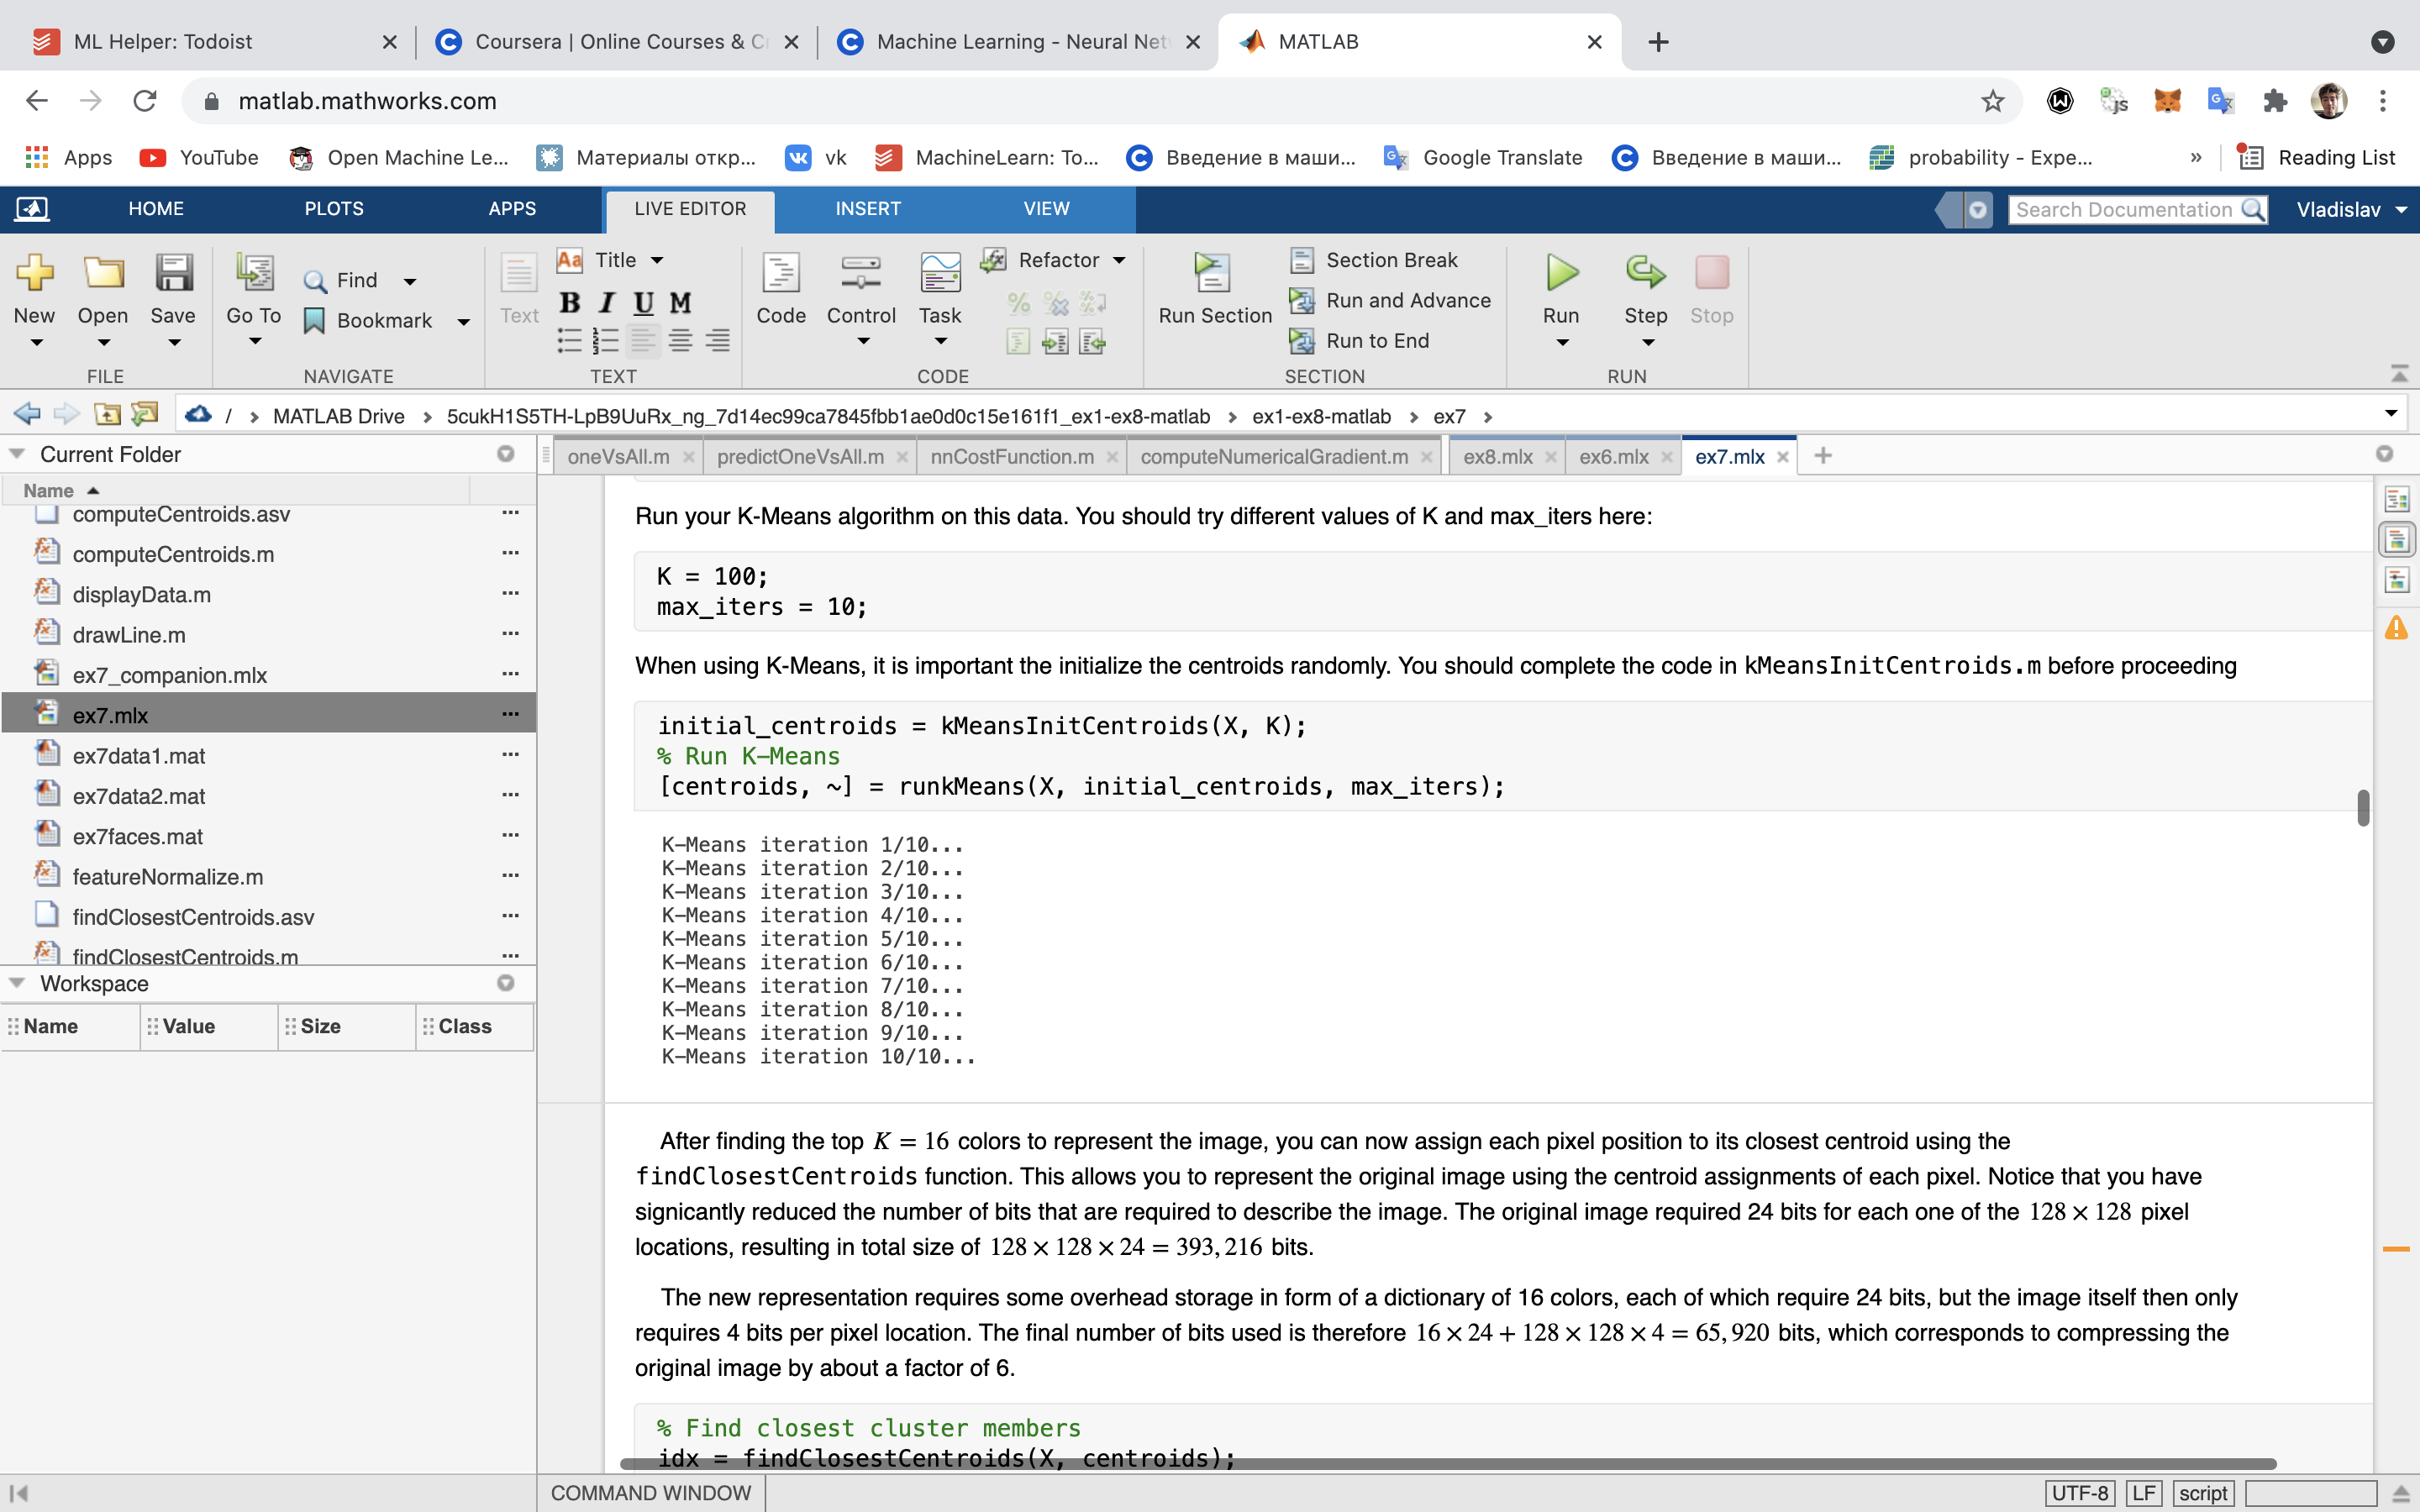 ML Helper: Todoist
Coursera | Online Courses & Cr
Machine Learning - Neural Net
MATLAB
matlab.mathworks.com
Apps
YouTube
Open Machine Le...
Материалы откр...
vk
MachineLearn: To...
Введение в маши...
Google Translate
Введение в маши...
probability - Expe...
»
Reading List
HOME
PLOTS
APPS
LIVE EDITOR
INSERT
VIEW
Search Documentation
Vladislav
New
Open
Save
FILE
Go To
Find
Bookmark
NAVIGATE
Text
Aa Title
B I U M
TEXT
Code
Control
Task
Refactor
CODE
Run Section
Section Break
Run and Advance
Run to End
SECTION
Run
Step
Stop
RUN
/ › MATLAB Drive › 5cukH1S5TH-LpB9UuRx_ng_7d14ec99ca7845fbb1ae0d0c15e161f1_ex1-ex8-matlab › ex1-ex8-matlab › ex7 ›
Current Folder
Name
computeCentroids.asv
computeCentroids.m
displayData.m
drawLine.m
ex7_companion.mlx
ex7.mlx
ex7data1.mat
ex7data2.mat
ex7faces.mat
featureNormalize.m
findClosestCentroids.asv
findClosestCentroids.m
Workspace
Name Value Size Class
oneVsAll.m
predictOneVsAll.m
nnCostFunction.m
computeNumericalGradient.m
ex8.mlx
ex6.mlx
ex7.mlx
Run your K-Means algorithm on this data. You should try different values of K and max_iters here:
K = 100;
max_iters = 10;
When using K-Means, it is important the initialize the centroids randomly. You should complete the code in kMeansInitCentroids.m before proceeding
initial_centroids = kMeansInitCentroids(X, K);
% Run K-Means
[centroids, ~] = runkMeans(X, initial_centroids, max_iters);
K-Means iteration 1/10...
K-Means iteration 2/10...
K-Means iteration 3/10...
K-Means iteration 4/10...
K-Means iteration 5/10...
K-Means iteration 6/10...
K-Means iteration 7/10...
K-Means iteration 8/10...
K-Means iteration 9/10...
K-Means iteration 10/10...
After finding the top K = 16 colors to represent the image, you can now assign each pixel position to its closest centroid using the
findClosestCentroids function. This allows you to represent the original image using the centroid assignments of each pixel. Notice that you have
signicantly reduced the number of bits that are required to describe the image. The original image required 24 bits for each one of the 128 × 128 pixel
locations, resulting in total size of 128 × 128 × 24 = 393, 216 bits.
The new representation requires some overhead storage in form of a dictionary of 16 colors, each of which require 24 bits, but the image itself then only
requires 4 bits per pixel location. The final number of bits used is therefore 16 × 24 + 128 × 128 × 4 = 65, 920 bits, which corresponds to compressing the
original image by about a factor of 6.
% Find closest cluster members
idx = findClosestCentroids(X, centroids);
COMMAND WINDOW
UTF-8
LF
script